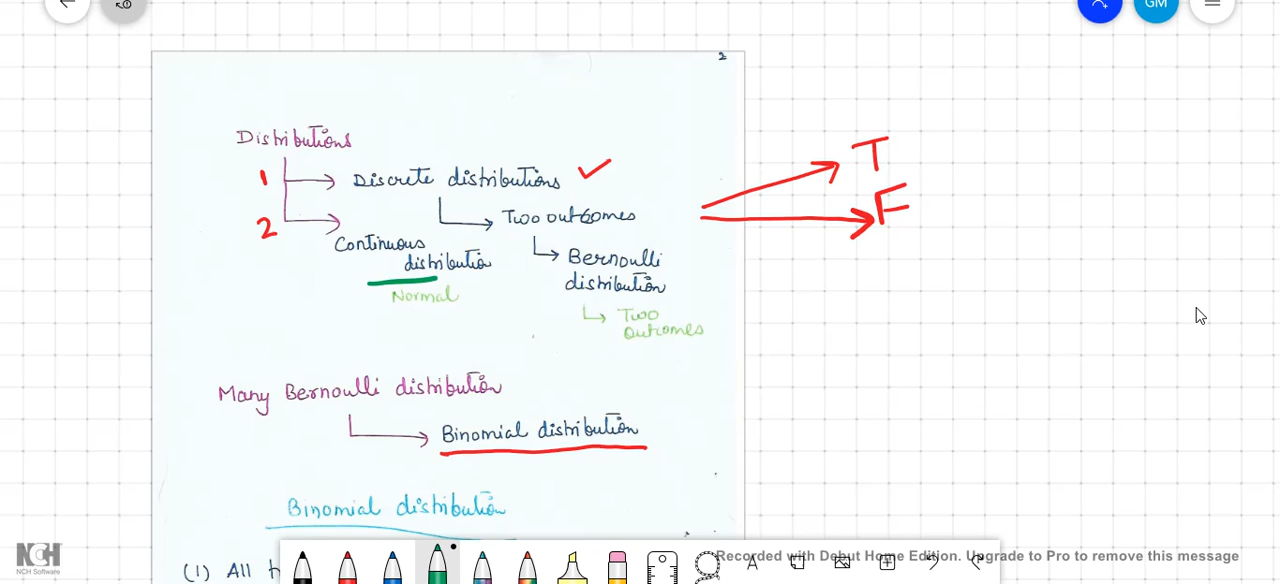 GM
2
Distributions
1
Discrete distributions
T
F
Two outcomes
2
Continuous
distribution
Bernoulli
distribution
Normal
Two
outcomes
Many Bernoulli distribution
Binomial distribution
Binomial distribution
(1) All
NCH
NCH Software
Recorded with Debut Home Edition. Upgrade to Pro to remove this message
A